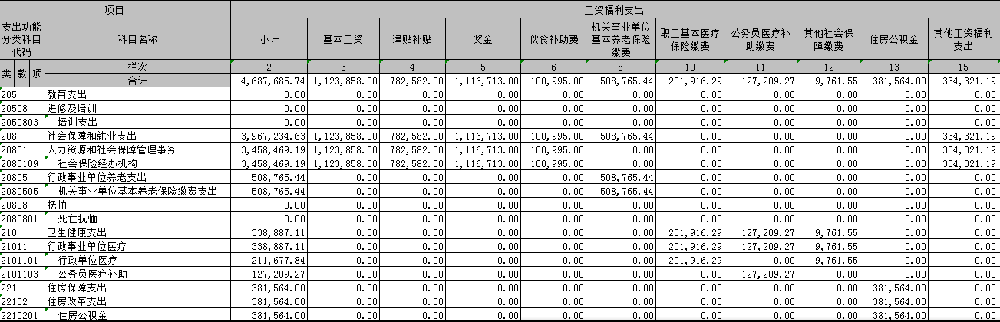 项目 工资福利支出
支出功能分类科目代码 科目名称 小计 基本工资 津贴补贴 奖金 伙食补助费 机关事业单位基本养老保险缴费 职工基本医疗保险缴费 公务员医疗补助缴费 其他社会保障缴费 住房公积金 其他工资福利支出
类 款 项 栏次 2 3 4 5 6 8 10 11 12 13 15
合计 4,687,685.74 1,123,858.00 782,582.00 1,116,713.00 100,995.00 508,765.44 201,916.29 127,209.27 9,761.55 381,564.00 334,321.19
205 教育支出 0.00 0.00 0.00 0.00 0.00 0.00 0.00 0.00 0.00 0.00 0.00
20508 进修及培训 0.00 0.00 0.00 0.00 0.00 0.00 0.00 0.00 0.00 0.00 0.00
2050803 培训支出 0.00 0.00 0.00 0.00 0.00 0.00 0.00 0.00 0.00 0.00 0.00
208 社会保障和就业支出 3,967,234.63 1,123,858.00 782,582.00 1,116,713.00 100,995.00 508,765.44 0.00 0.00 0.00 0.00 334,321.19
20801 人力资源和社会保障管理事务 3,458,469.19 1,123,858.00 782,582.00 1,116,713.00 100,995.00 0.00 0.00 0.00 0.00 0.00 334,321.19
2080109 社会保险经办机构 3,458,469.19 1,123,858.00 782,582.00 1,116,713.00 100,995.00 0.00 0.00 0.00 0.00 0.00 334,321.19
20805 行政事业单位养老支出 508,765.44 0.00 0.00 0.00 0.00 508,765.44 0.00 0.00 0.00 0.00 0.00
2080505 机关事业单位基本养老保险缴费支出 508,765.44 0.00 0.00 0.00 0.00 508,765.44 0.00 0.00 0.00 0.00 0.00
20808 抚恤 0.00 0.00 0.00 0.00 0.00 0.00 0.00 0.00 0.00 0.00 0.00
2080801 死亡抚恤 0.00 0.00 0.00 0.00 0.00 0.00 0.00 0.00 0.00 0.00 0.00
210 卫生健康支出 338,887.11 0.00 0.00 0.00 0.00 0.00 201,916.29 127,209.27 9,761.55 0.00 0.00
21011 行政事业单位医疗 338,887.11 0.00 0.00 0.00 0.00 0.00 201,916.29 127,209.27 9,761.55 0.00 0.00
2101101 行政单位医疗 211,677.84 0.00 0.00 0.00 0.00 0.00 201,916.29 0.00 9,761.55 0.00 0.00
2101103 公务员医疗补助 127,209.27 0.00 0.00 0.00 0.00 0.00 0.00 127,209.27 0.00 0.00 0.00
221 住房保障支出 381,564.00 0.00 0.00 0.00 0.00 0.00 0.00 0.00 0.00 381,564.00 0.00
22102 住房改革支出 381,564.00 0.00 0.00 0.00 0.00 0.00 0.00 0.00 0.00 381,564.00 0.00
2210201 住房公积金 381,564.00 0.00 0.00 0.00 0.00 0.00 0.00 0.00 0.00 381,564.00 0.00